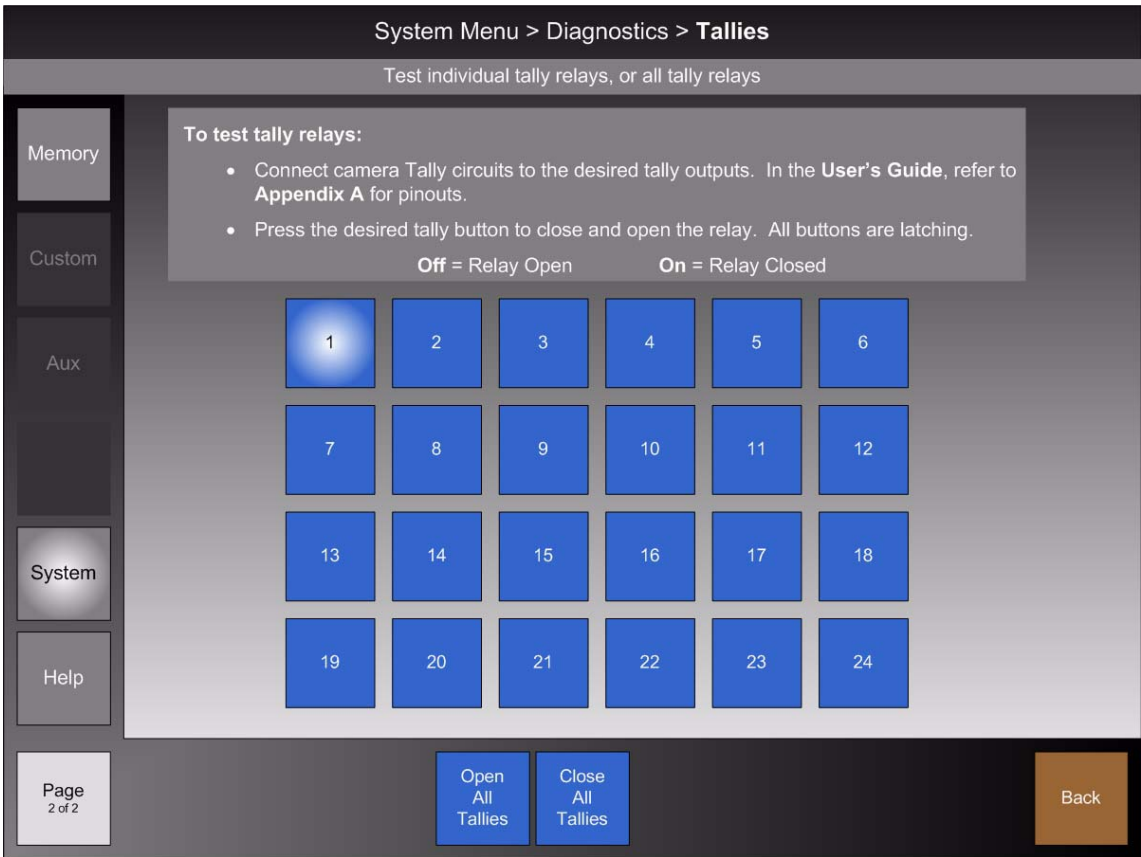 System Menu > Diagnostics > Tallies
Test individual tally relays, or all tally relays
Memory
Custom
Aux
System
Help
To test tally relays:
• Connect camera Tally circuits to the desired tally outputs. In the User's Guide, refer to
Appendix A for pinouts.
• Press the desired tally button to close and open the relay. All buttons are latching.
Off = Relay Open On = Relay Closed
1 2 3 4 5 6
7 8 9 10 11 12
13 14 15 16 17 18
19 20 21 22 23 24
Page
2 of 2
Open
All
Tallies
Close
All
Tallies
Back